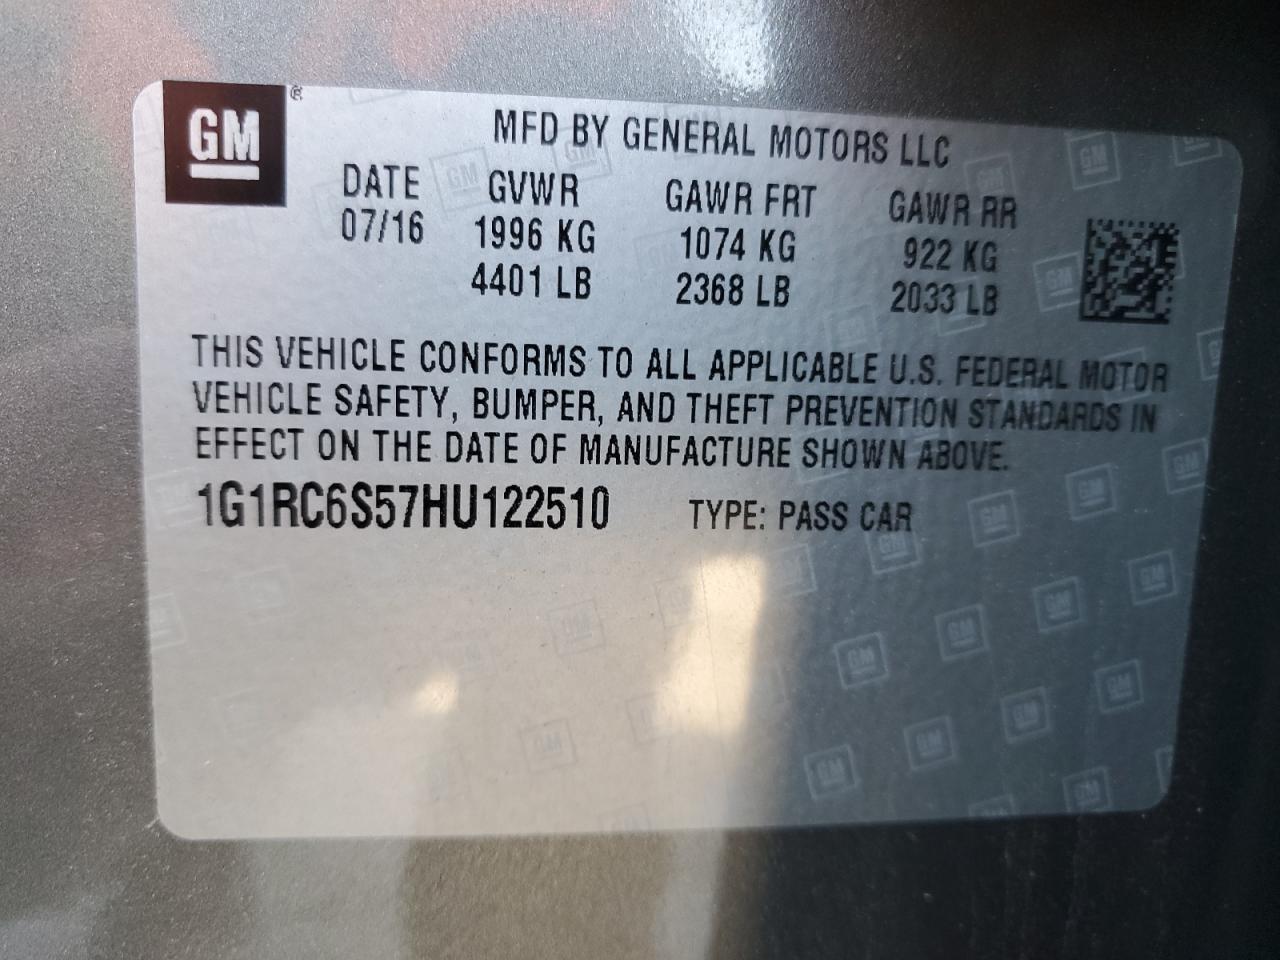 GM ®
MFD BY GENERAL MOTORS LLC
DATE GVWR GAWR FRT GAWR RR
07/16 1996 KG 1074 KG 922 KG
4401 LB 2368 LB 2033 LB
THIS VEHICLE CONFORMS TO ALL APPLICABLE U.S. FEDERAL MOTOR
VEHICLE SAFETY, BUMPER, AND THEFT PREVENTION STANDARDS IN
EFFECT ON THE DATE OF MANUFACTURE SHOWN ABOVE.
1G1RC6S57HU122510 TYPE: PASS CAR